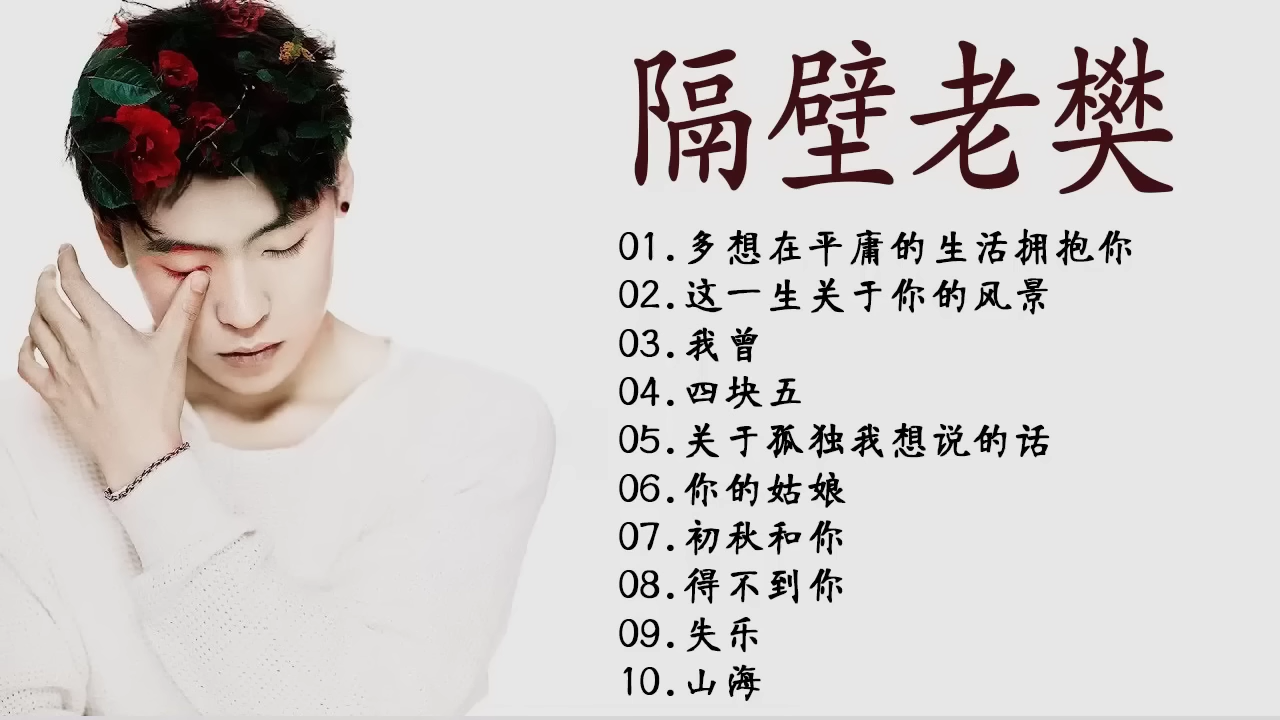 隔壁老樊
01.多想在平庸的生活拥抱你
02.这一生关于你的风景
03.我曾
04.四块五
05.关于孤独我想说的话
06.你的姑娘
07.初秋和你
08.得不到你
09.失乐
10.山海